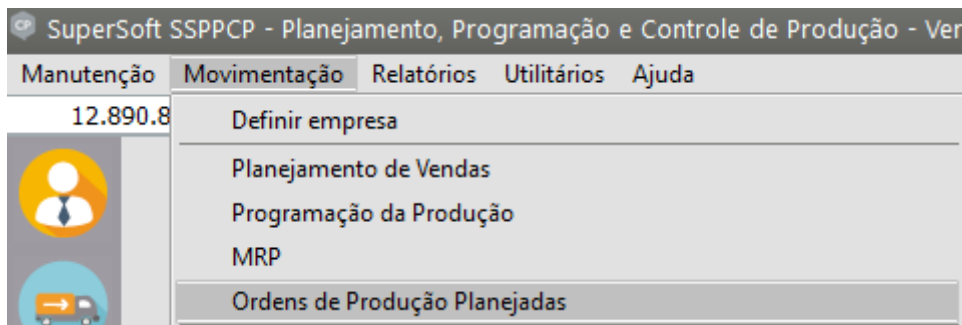 SuperSoft SSPPCP - Planejamento, Programação e Controle de Produção - Ver
Manutenção Movimentação Relatórios Utilitários Ajuda
12.890.8
Definir empresa
Planejamento de Vendas
Programação da Produção
MRP
Ordens de Produção Planejadas